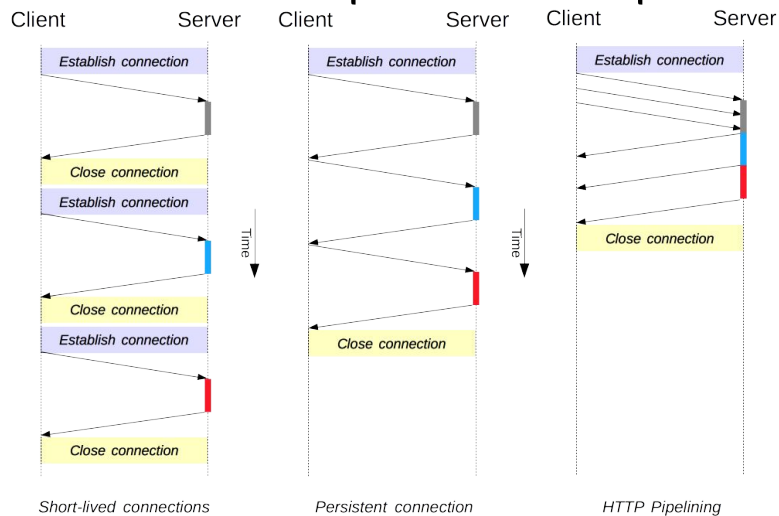 Client Server Client Server Client Server
Establish connection Establish connection Establish connection
Close connection
Establish connection
Time Time
Close connection
Close connection
Establish connection
Close connection
Close connection
Short-lived connections Persistent connection HTTP Pipelining